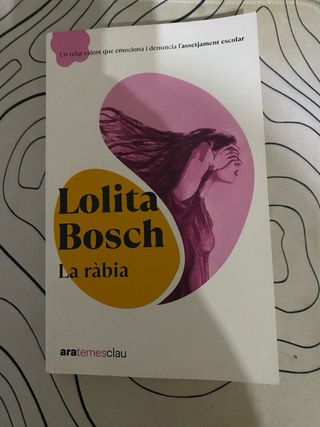 Un relat valent que emociona i denuncia l'assetjament escolar
Lolita
Bosch
La ràbia
aratemesclau